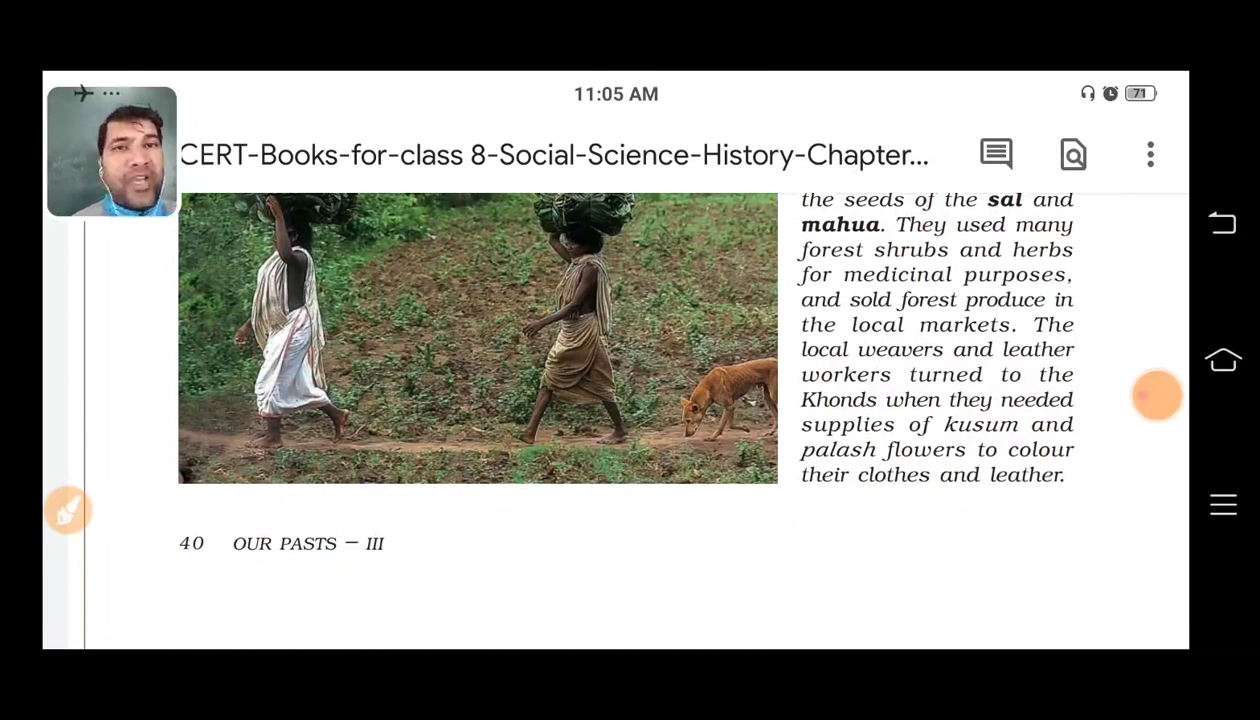 11:05 AM
71
CERT-Books-for-class 8-Social-Science-History-Chapter...
the seeds of the sal and
mahua. They used many
forest shrubs and herbs
for medicinal purposes,
and sold forest produce in
the local markets. The
local weavers and leather
workers turned to the
Khonds when they needed
supplies of kusum and
palash flowers to colour
their clothes and leather.
40 OUR PASTS – III